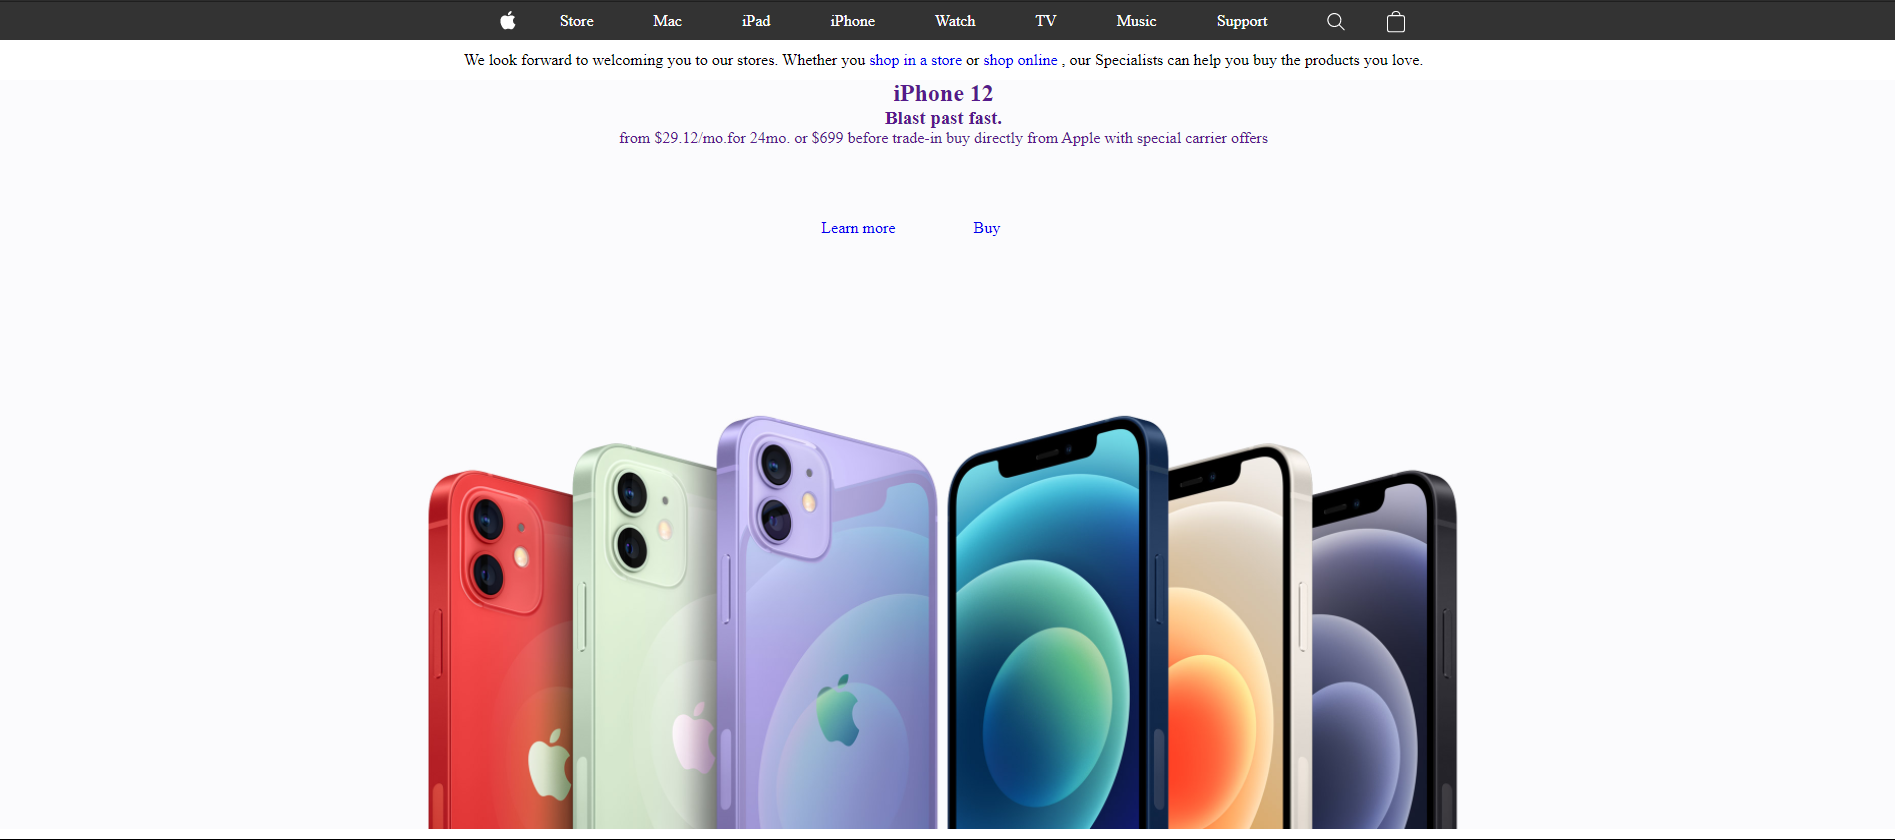 Store Mac iPad iPhone Watch TV Music Support
We look forward to welcoming you to our stores. Whether you shop in a store or shop online , our Specialists can help you buy the products you love.
iPhone 12
Blast past fast.
from $29.12/mo.for 24mo. or $699 before trade-in buy directly from Apple with special carrier offers
Learn more Buy